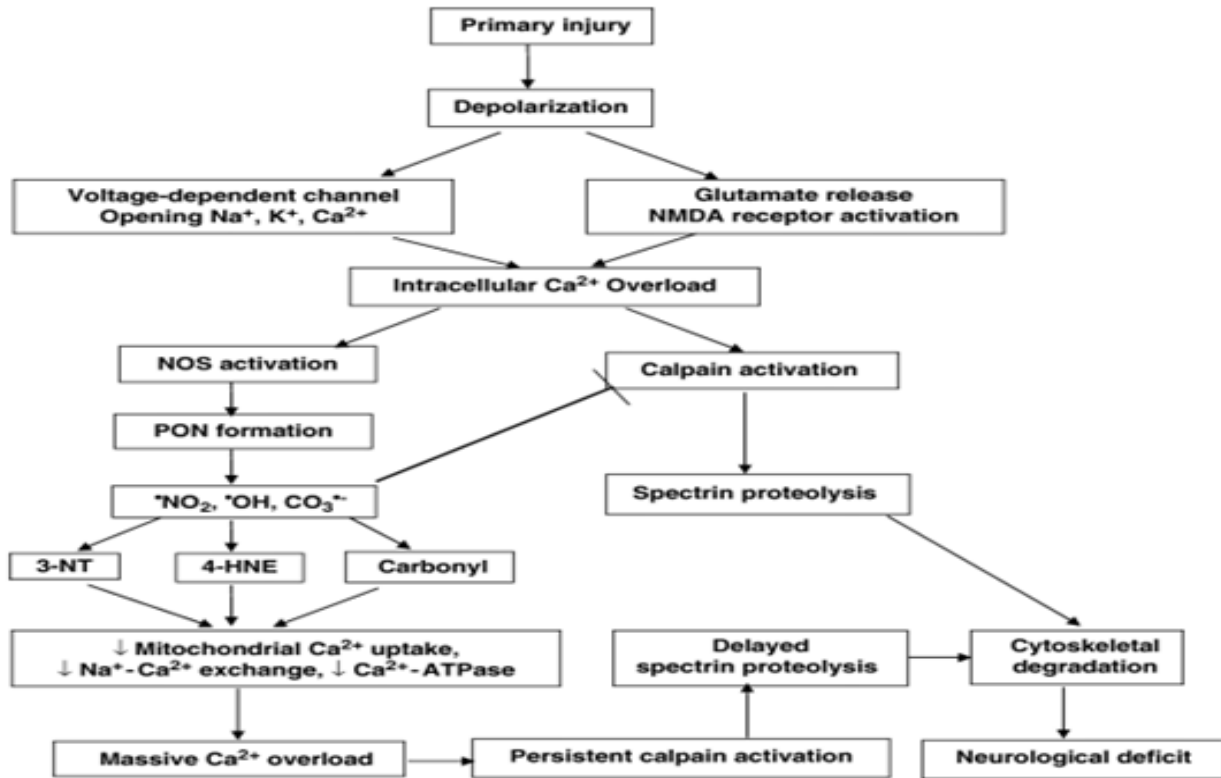 Primary injury
Depolarization
Voltage-dependent channel
Opening Na⁺, K⁺, Ca²⁺
Glutamate release
NMDA receptor activation
Intracellular Ca²⁺ Overload
NOS activation
Calpain activation
PON formation
•NO₂, •OH, CO₃•-
Spectrin proteolysis
3-NT
4-HNE
Carbonyl
↓ Mitochondrial Ca²⁺ uptake,
↓ Na⁺-Ca²⁺ exchange, ↓ Ca²⁺-ATPase
Delayed
spectrin proteolysis
Cytoskeletal
degradation
Massive Ca²⁺ overload
Persistent calpain activation
Neurological deficit